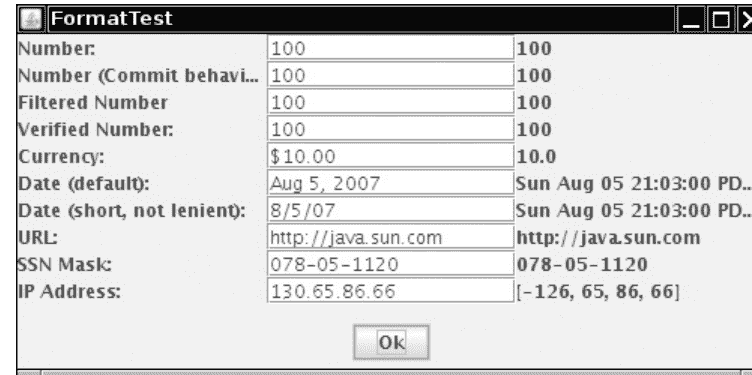 FormatTest
Number: 100 100
Number (Commit behavi... 100 100
Filtered Number 100 100
Verified Number: 100 100
Currency: $10.00 10.0
Date (default): Aug 5, 2007 Sun Aug 05 21:03:00 PD...
Date (short, not lenient): 8/5/07 Sun Aug 05 21:03:00 PD...
URL: http://java.sun.com http://java.sun.com
SSN Mask: 078-05-1120 078-05-1120
IP Address: 130.65.86.66 [-126, 65, 86, 66]
Ok